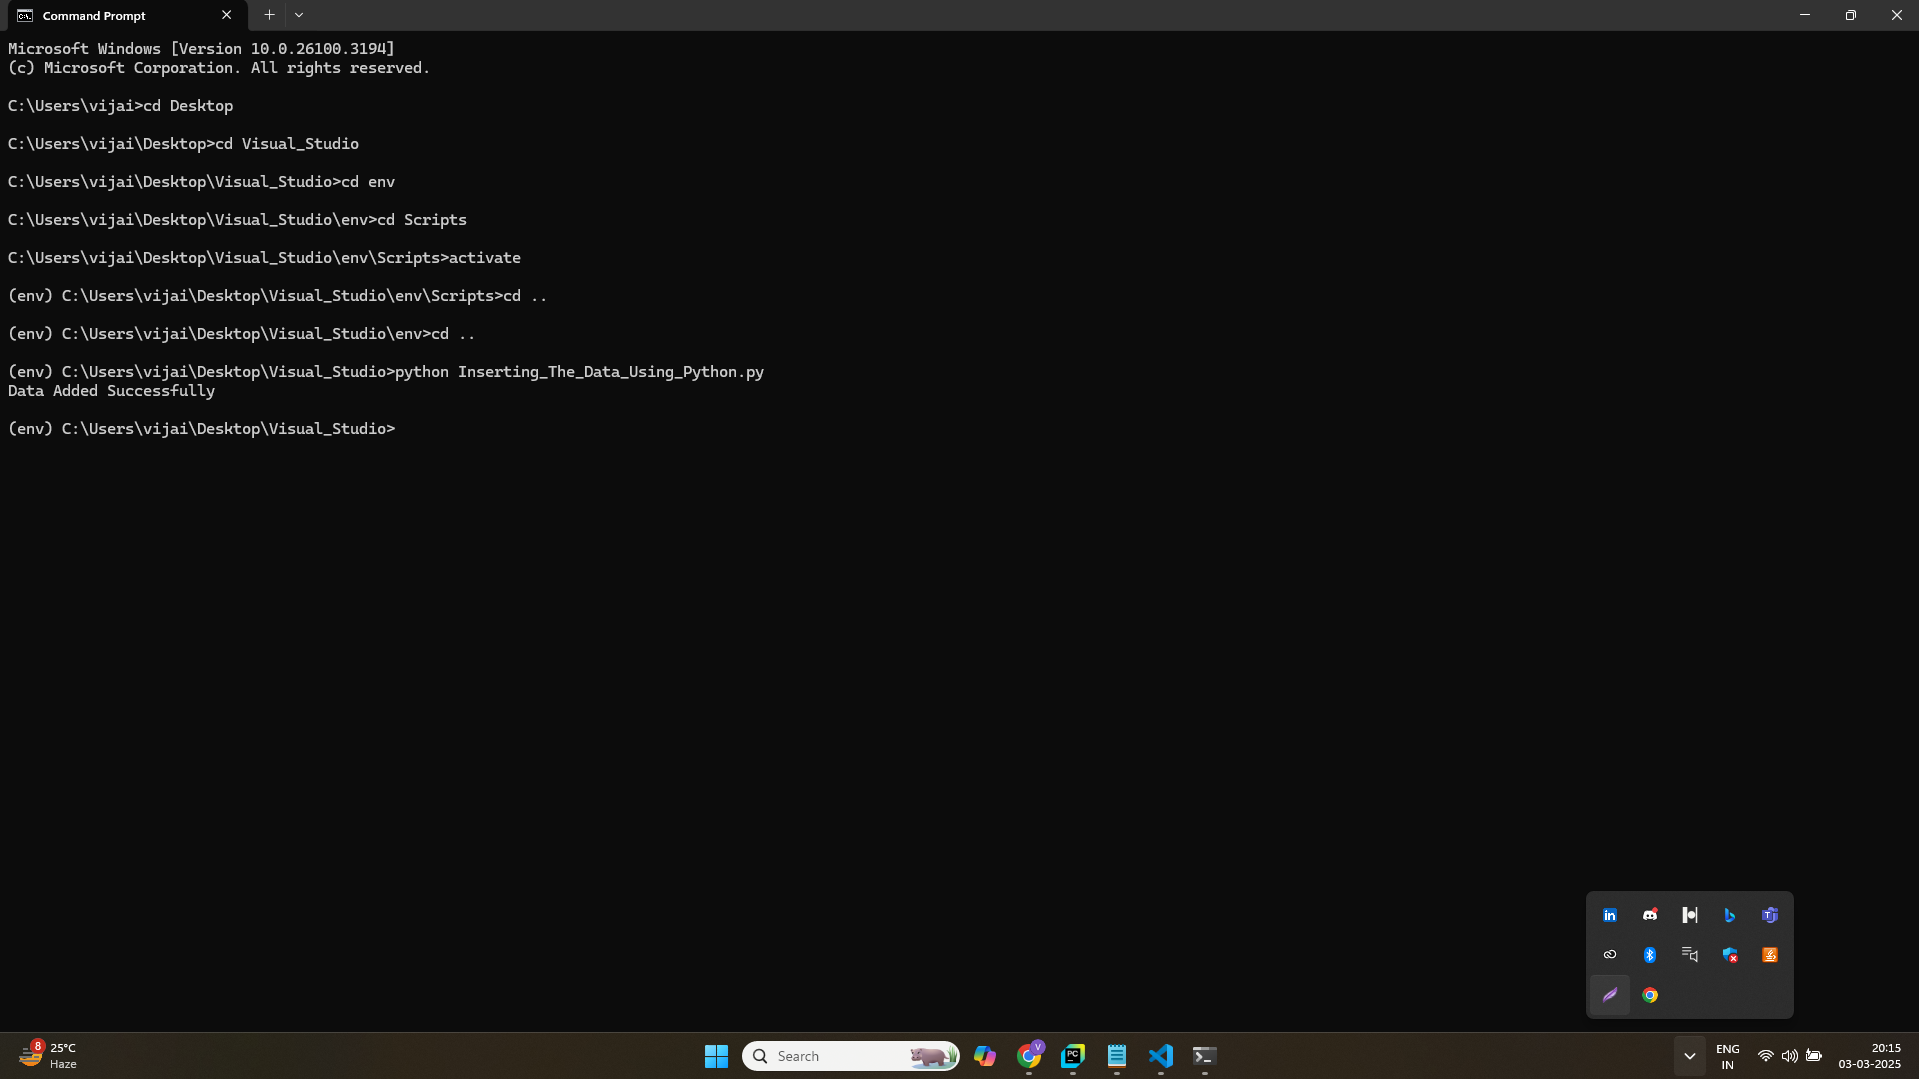 Command Prompt
Microsoft Windows [Version 10.0.26100.3194]
(c) Microsoft Corporation. All rights reserved.
C:\Users\vijai>cd Desktop
C:\Users\vijai\Desktop>cd Visual_Studio
C:\Users\vijai\Desktop\Visual_Studio>cd env
C:\Users\vijai\Desktop\Visual_Studio\env>cd Scripts
C:\Users\vijai\Desktop\Visual_Studio\env\Scripts>activate
(env) C:\Users\vijai\Desktop\Visual_Studio\env\Scripts>cd ..
(env) C:\Users\vijai\Desktop\Visual_Studio\env>cd ..
(env) C:\Users\vijai\Desktop\Visual_Studio>python Inserting_The_Data_Using_Python.py
Data Added Successfully
(env) C:\Users\vijai\Desktop\Visual_Studio>
8
25°C
Haze
Search
V
PC
ENG
IN
20:15
03-03-2025